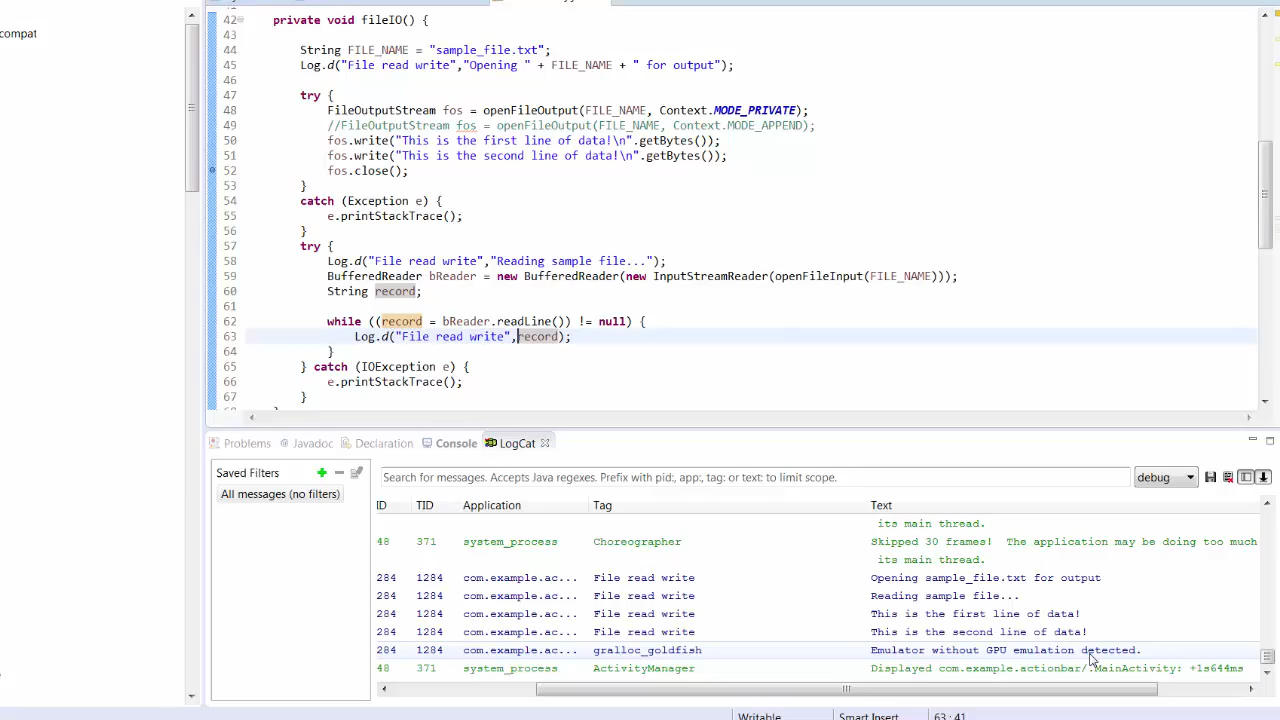 compat
42 private void fileIO() {
43
44 String FILE_NAME = "sample_file.txt";
45 Log.d("File read write","Opening " + FILE_NAME + " for output");
46
47 try {
48 FileOutputStream fos = openFileOutput(FILE_NAME, Context.MODE_PRIVATE);
49 //FileOutputStream fos = openFileOutput(FILE_NAME, Context.MODE_APPEND);
50 fos.write("This is the first line of data!\n".getBytes());
51 fos.write("This is the second line of data!\n".getBytes());
52 fos.close();
53 }
54 catch (Exception e) {
55 e.printStackTrace();
56 }
57 try {
58 Log.d("File read write","Reading sample file...");
59 BufferedReader bReader = new BufferedReader(new InputStreamReader(openFileInput(FILE_NAME)));
60 String record;
61
62 while ((record = bReader.readLine()) != null) {
63 Log.d("File read write",record);
64 }
65 } catch (IOException e) {
66 e.printStackTrace();
67 }
Problems Javadoc Declaration Console LogCat
Saved Filters
All messages (no filters)
Search for messages. Accepts Java regexes. Prefix with pid:, app:, tag: or text: to limit scope.
debug
ID TID Application Tag Text
its main thread.
48 371 system_process Choreographer Skipped 30 frames! The application may be doing too much
its main thread.
284 1284 com.example.ac... File read write Opening sample_file.txt for output
284 1284 com.example.ac... File read write Reading sample file...
284 1284 com.example.ac... File read write This is the first line of data!
284 1284 com.example.ac... File read write This is the second line of data!
284 1284 com.example.ac... gralloc_goldfish Emulator without GPU emulation detected.
48 371 system_process ActivityManager Displayed com.example.actionbar/.MainActivity: +1s644ms
Writable Smart Insert 63 : 41